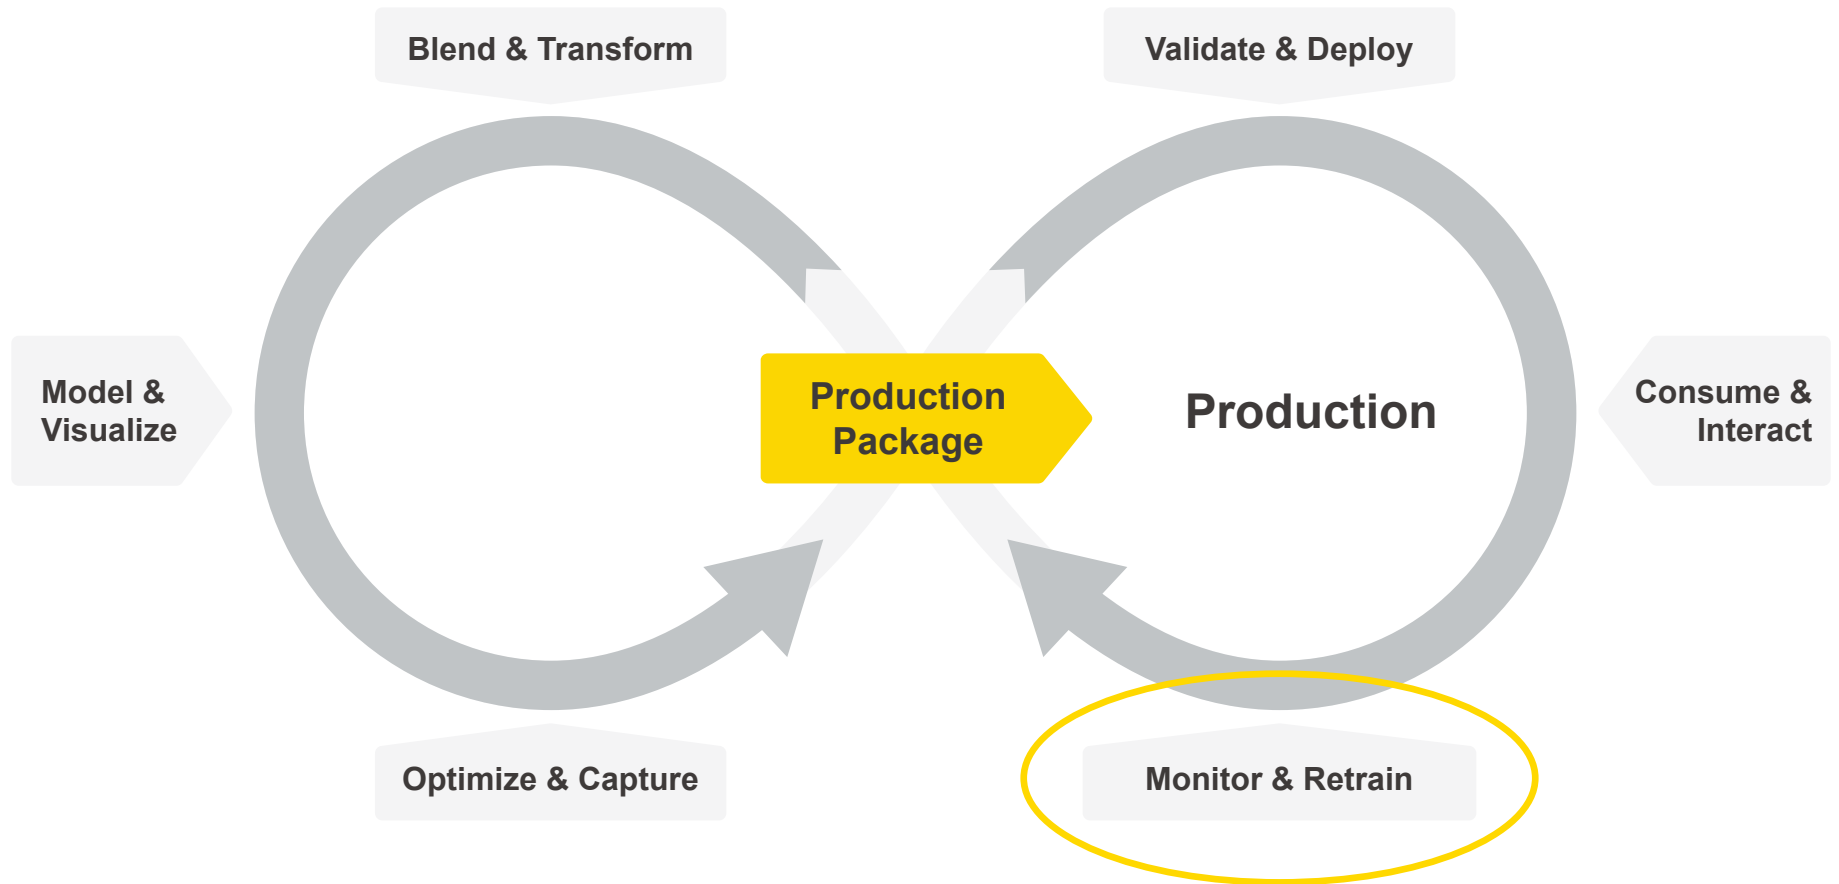 Blend & Transform
Validate & Deploy
Model &
Visualize
Production
Package
Production
Consume &
Interact
Optimize & Capture
Monitor & Retrain